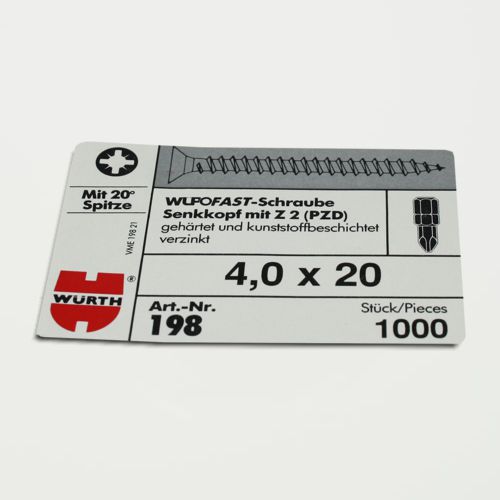 Mit 20°
Spitze
VME 198 21
WÜRTH
®
WUPOFAST-Schraube
Senkkopf mit Z 2 (PZD)
gehärtet und kunststoffbeschichtet
verzinkt
4,0 x 20
Art.-Nr.
198
Stück/Pieces
1000